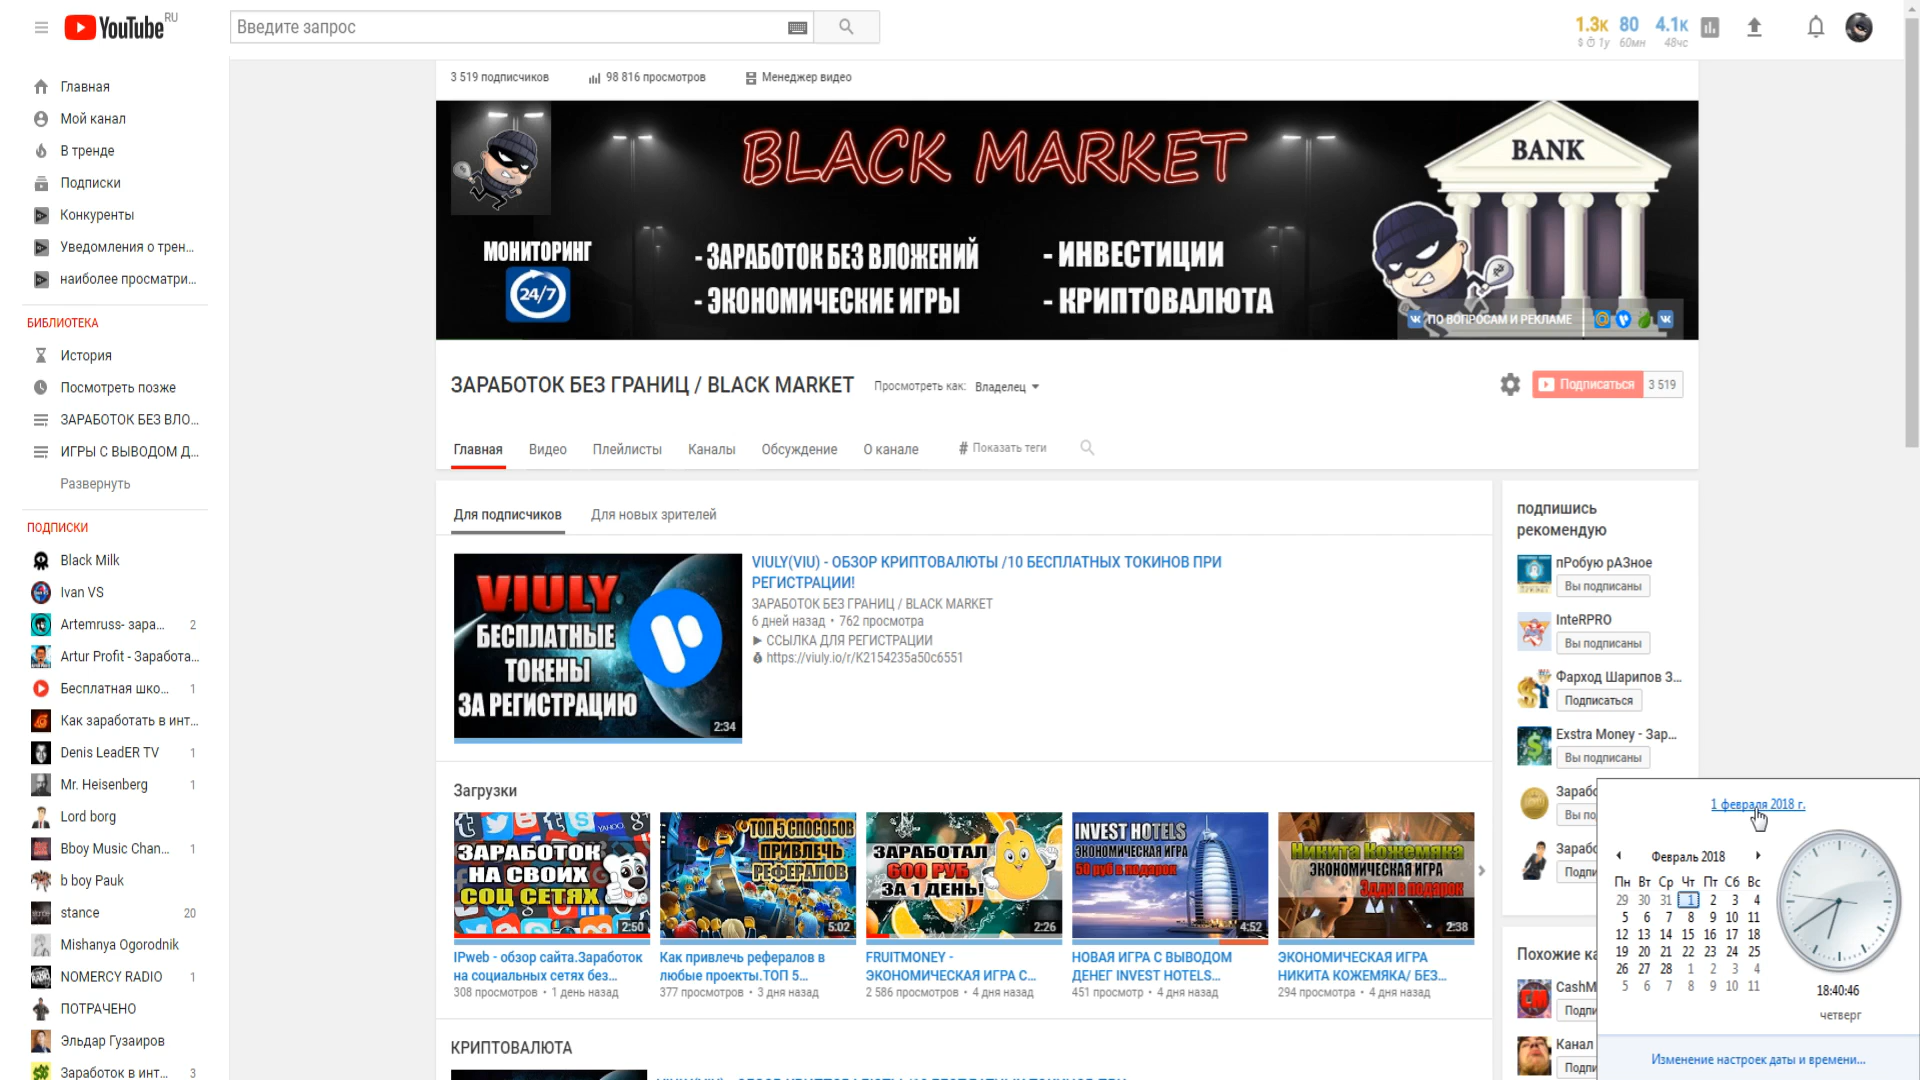 YouTube RU
Введите запрос
1.3к 80 4.1к
$ 1y 60мн 48чс
Главная
Мой канал
В тренде
Подписки
Конкуренты
Уведомления о трен...
наиболее просматри...
БИБЛИОТЕКА
История
Посмотреть позже
ЗАРАБОТОК БЕЗ ВЛО...
ИГРЫ С ВЫВОДОМ Д...
Развернуть
ПОДПИСКИ
Black Milk
Ivan VS
Artemruss- зара... 2
Artur Profit - Заработа...
Бесплатная шко... 1
Как заработать в инт...
Denis LeadER TV 1
Mr. Heisenberg 1
Lord borg
Bboy Music Chan... 1
b boy Pauk
stance 20
Mishanya Ogorodnik
NOMERCY RADIO 1
ПОТРАЧЕНО
Эльдар Гузаиров
Заработок в инт... 3
3 519 подписчиков 98 816 просмотров Менеджер видео
BLACK MARKET
BANK
МОНИТОРИНГ
24/7
- ЗАРАБОТОК БЕЗ ВЛОЖЕНИЙ
- ЭКОНОМИЧЕСКИЕ ИГРЫ
- ИНВЕСТИЦИИ
- КРИПТОВАЛЮТА
ПО ВОПРОСАМ И РЕКЛАМЕ
ЗАРАБОТОК БЕЗ ГРАНИЦ / BLACK MARKET Просмотреть как: Владелец
Подписаться 3 519
Главная Видео Плейлисты Каналы Обсуждение О канале # Показать теги
Для подписчиков Для новых зрителей
VIULY
БЕСПЛАТНЫЕ
ТОКЕНЫ
ЗА РЕГИСТРАЦИЮ
2:34
VIULY(VIU) - ОБЗОР КРИПТОВАЛЮТЫ /10 БЕСПЛАТНЫХ ТОКИНОВ ПРИ
РЕГИСТРАЦИИ!
ЗАРАБОТОК БЕЗ ГРАНИЦ / BLACK MARKET
6 дней назад • 762 просмотра
ССЫЛКА ДЛЯ РЕГИСТРАЦИИ
https://viuly.io/r/K2154235a50c6551
Загрузки
ЗАРАБОТОК
НА СВОИХ
СОЦ СЕТЯХ
2:50
IPweb - обзор сайта.Заработок
на социальных сетях без...
308 просмотров • 1 день назад
ТОП 5 СПОСОБОВ
ПРИВЛЕЧЬ
РЕФЕРАЛОВ
5:02
Как привлечь рефералов в
любые проекты.ТОП 5...
377 просмотров • 3 дня назад
ЗАРАБОТАЛ
600 РУБ
ЗА 1 ДЕНЬ!
2:26
FRUITMONEY -
ЭКОНОМИЧЕСКАЯ ИГРА С...
2 586 просмотров • 4 дня назад
INVEST HOTELS
ЭКОНОМИЧЕСКАЯ ИГРА
50 руб в подарок
4:52
НОВАЯ ИГРА С ВЫВОДОМ
ДЕНЕГ INVEST HOTELS...
451 просмотр • 4 дня назад
Никита Кожемяка
ЭКОНОМИЧЕСКАЯ ИГРА
в подарок
2:38
ЭКОНОМИЧЕСКАЯ ИГРА
НИКИТА КОЖЕМЯКА/ БЕЗ...
294 просмотра • 4 дня назад
КРИПТОВАЛЮТА
подпишись
рекомендую
пРобую рАЗное
Вы подписаны
InteRPRO
Вы подписаны
Фарход Шарипов З...
Подписаться
Exstra Money - Зар...
Вы подписаны
Зарабо
Вы по
Зарабо
Подпи
Похожие ка
CashM
Подпи
Канал
Подпи
1 февраля 2018 г.
Февраль 2018
Пн Вт Ср Чт Пт Сб Вс
29 30 31 1 2 3 4
5 6 7 8 9 10 11
12 13 14 15 16 17 18
19 20 21 22 23 24 25
26 27 28 1 2 3 4
5 6 7 8 9 10 11
18:40:46
четверг
Изменение настроек даты и времени...